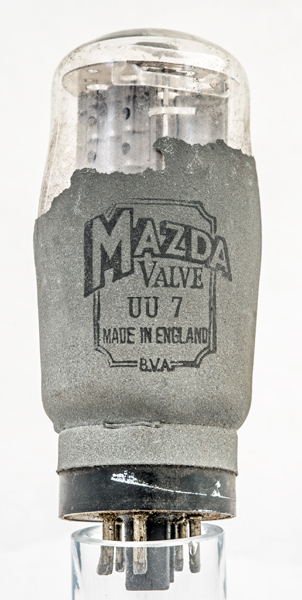 MAZDA
VALVE
UU 7
MADE IN ENGLAND
B.V.A.